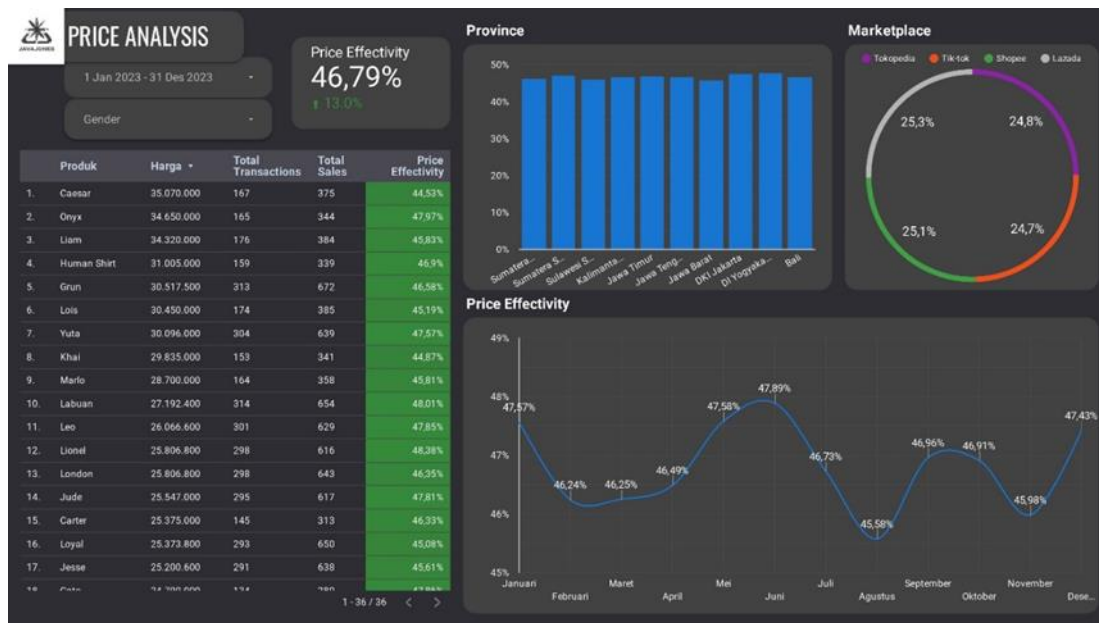 JAVAJONES
PRICE ANALYSIS
1 Jan 2023 - 31 Des 2023
Gender
Price Effectivity
46,79%
13.0%
Produk Harga Total Transactions Total Sales Price Effectivity
1. Caesar 35.070.000 167 375 44,53%
2. Onyx 34.650.000 165 344 47,97%
3. Liam 34.320.000 176 384 45,83%
4. Human Shirt 31.005.000 159 339 46,9%
5. Grun 30.517.500 313 672 46,58%
6. Lois 30.450.000 174 385 45,19%
7. Yuta 30.096.000 304 639 47,57%
8. Khai 29.835.000 153 341 44,87%
9. Marlo 28.700.000 164 358 45,81%
10. Labuan 27.192.400 314 654 48,01%
11. Leo 26.066.600 301 629 47,85%
12. Lionel 25.806.800 298 616 48,38%
13. London 25.806.800 298 643 46,35%
14. Jude 25.547.000 295 617 47,81%
15. Carter 25.375.000 145 313 46,33%
16. Loyal 25.373.800 293 650 45,08%
17. Jesse 25.200.600 291 638 45,61%
1 - 36 / 36
Province
50%
40%
30%
20%
10%
0%
Sumatera... Sumatera S... Sulawesi S... Kalimanta... Jawa Timur Jawa Teng... Jawa Barat DKI Jakarta DI Yogyaka... Bali
Marketplace
Tokopedia Tik-tok Shopee Lazada
25,3% 24,8%
25,1% 24,7%
Price Effectivity
49%
48%
47%
46%
45%
47,57%
46,24%
46,25%
46,49%
47,58%
47,89%
46,73%
45,58%
46,96%
46,91%
45,98%
47,43%
Januari Maret Mei Juli September November
Februari April Juni Agustus Oktober Dese...